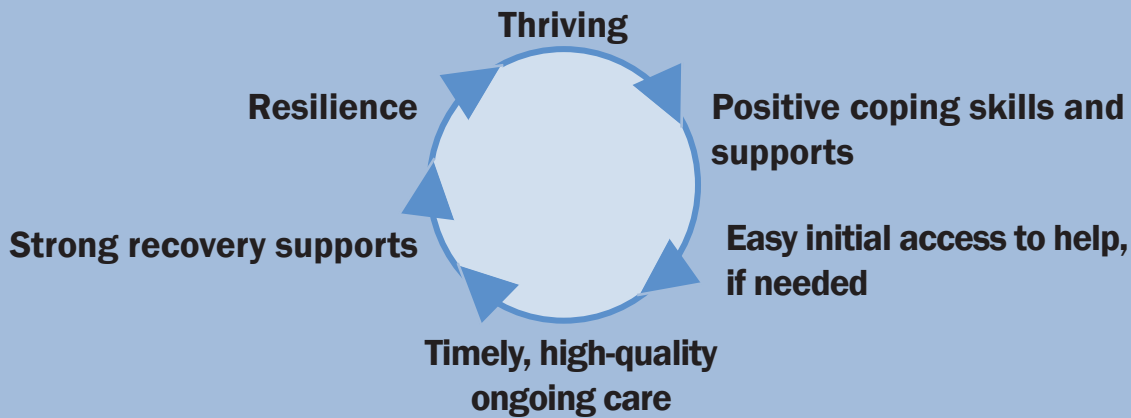 Thriving
Positive coping skills and
supports
Easy initial access to help,
if needed
Timely, high-quality
ongoing care
Strong recovery supports
Resilience